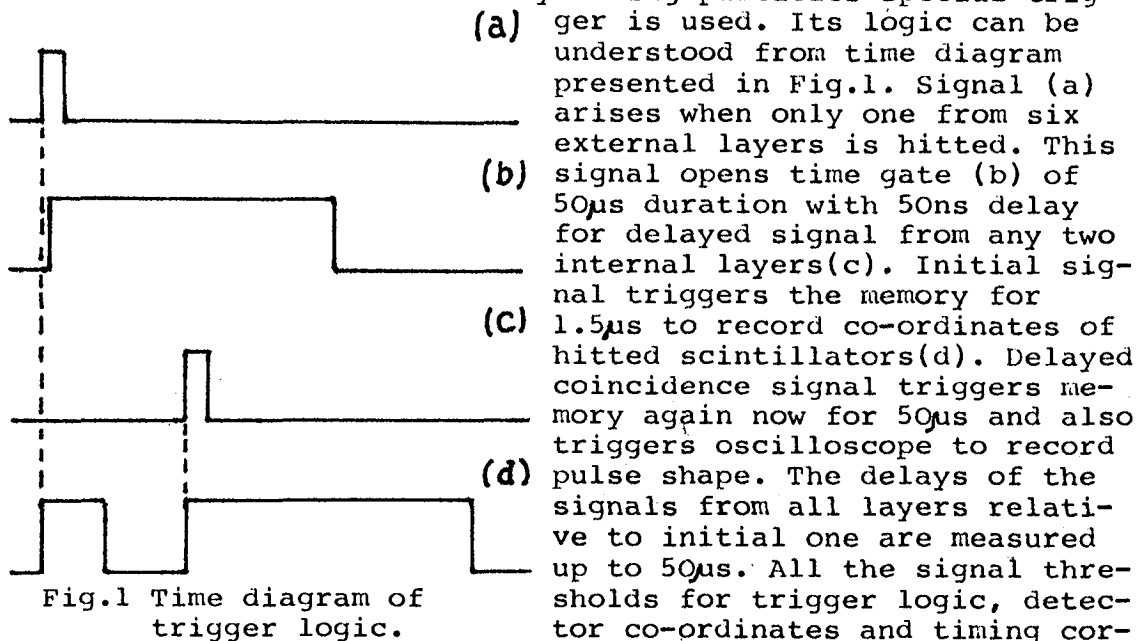 (a) ger is used. Its logic can be
understood from time diagram
presented in Fig.1. Signal (a)
arises when only one from six
external layers is hitted. This
(b) signal opens time gate (b) of
50µs duration with 50ns delay
for delayed signal from any two
internal layers(c). Initial sig-
nal triggers the memory for
(c) 1.5µs to record co-ordinates of
hitted scintillators(d). Delayed
coincidence signal triggers me-
mory again now for 50µs and also
triggers oscilloscope to record
(d) pulse shape. The delays of the
signals from all layers relati-
ve to initial one are measured
up to 50µs. All the signal thre-
sholds for trigger logic, detec-
tor co-ordinates and timing cor-
Fig.1 Time diagram of
trigger logic.